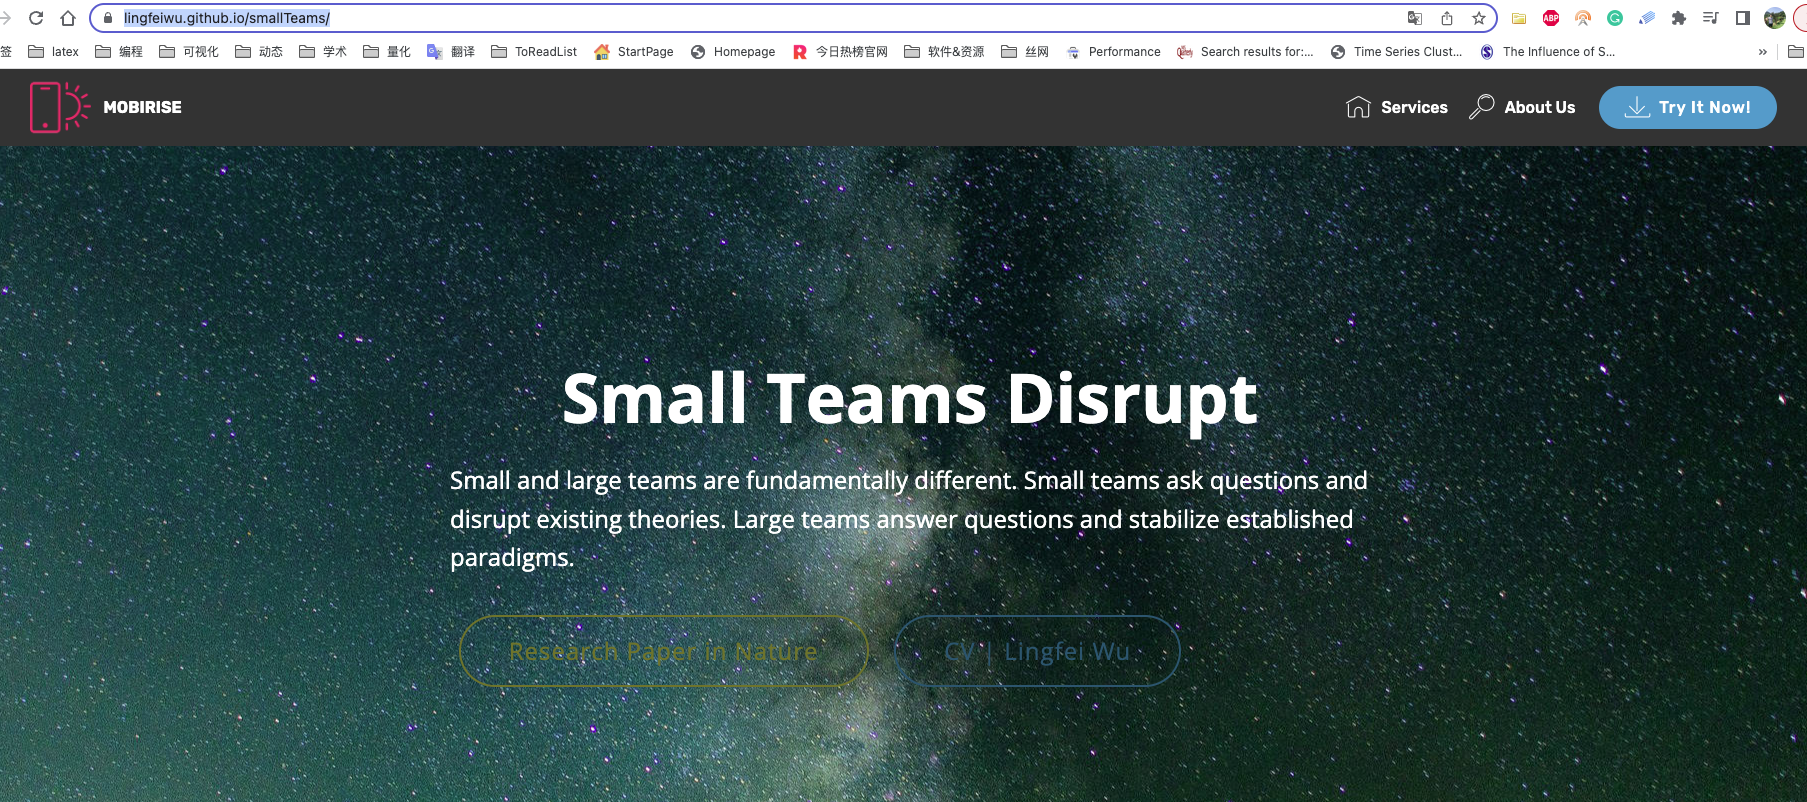 lingfeiwu.github.io/smallTeams/
签 latex 编程 可视化 动态 学术 量化 翻译 ToReadList StartPage Homepage 今日热榜官网 软件&资源 丝网 Performance Search results for:... Time Series Clust... The Influence of S... »
MOBIRISE Services About Us Try It Now!
Small Teams Disrupt
Small and large teams are fundamentally different. Small teams ask questions and
disrupt existing theories. Large teams answer questions and stabilize established
paradigms.
Research Paper in Nature CV | Lingfei Wu